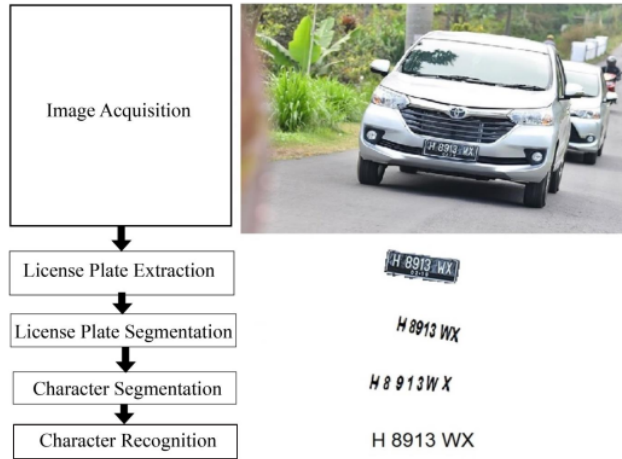 Image Acquisition
H 8913 WX
License Plate Extraction
H 8913 WX
License Plate Segmentation
H 8913 WX
Character Segmentation
H 8 9 1 3 W X
Character Recognition
H 8913 WX